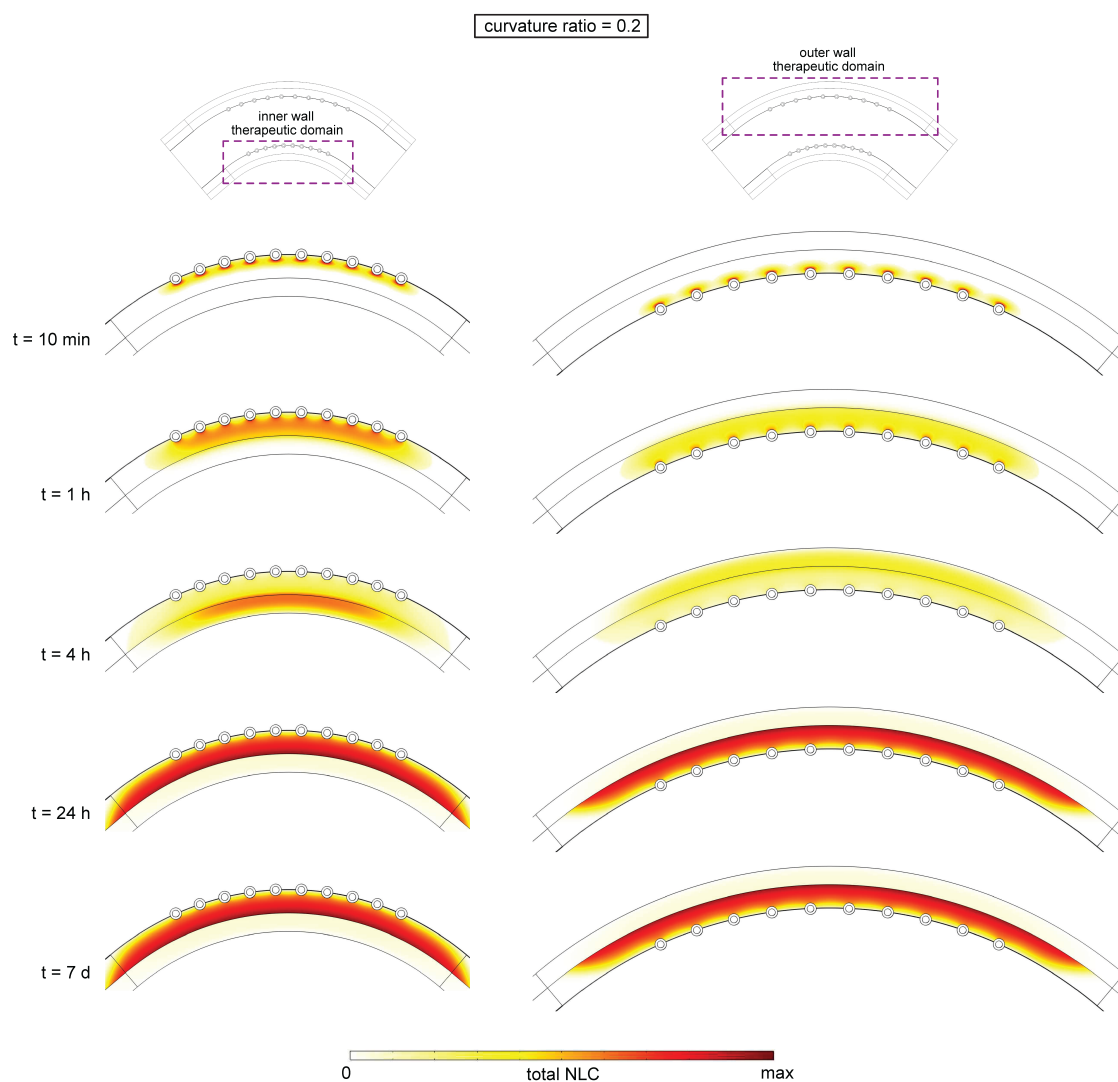 curvature ratio = 0.2
inner wall
therapeutic domain
outer wall
therapeutic domain
t = 10 min
t = 1 h
t = 4 h
t = 24 h
t = 7 d
0
total NLC
max